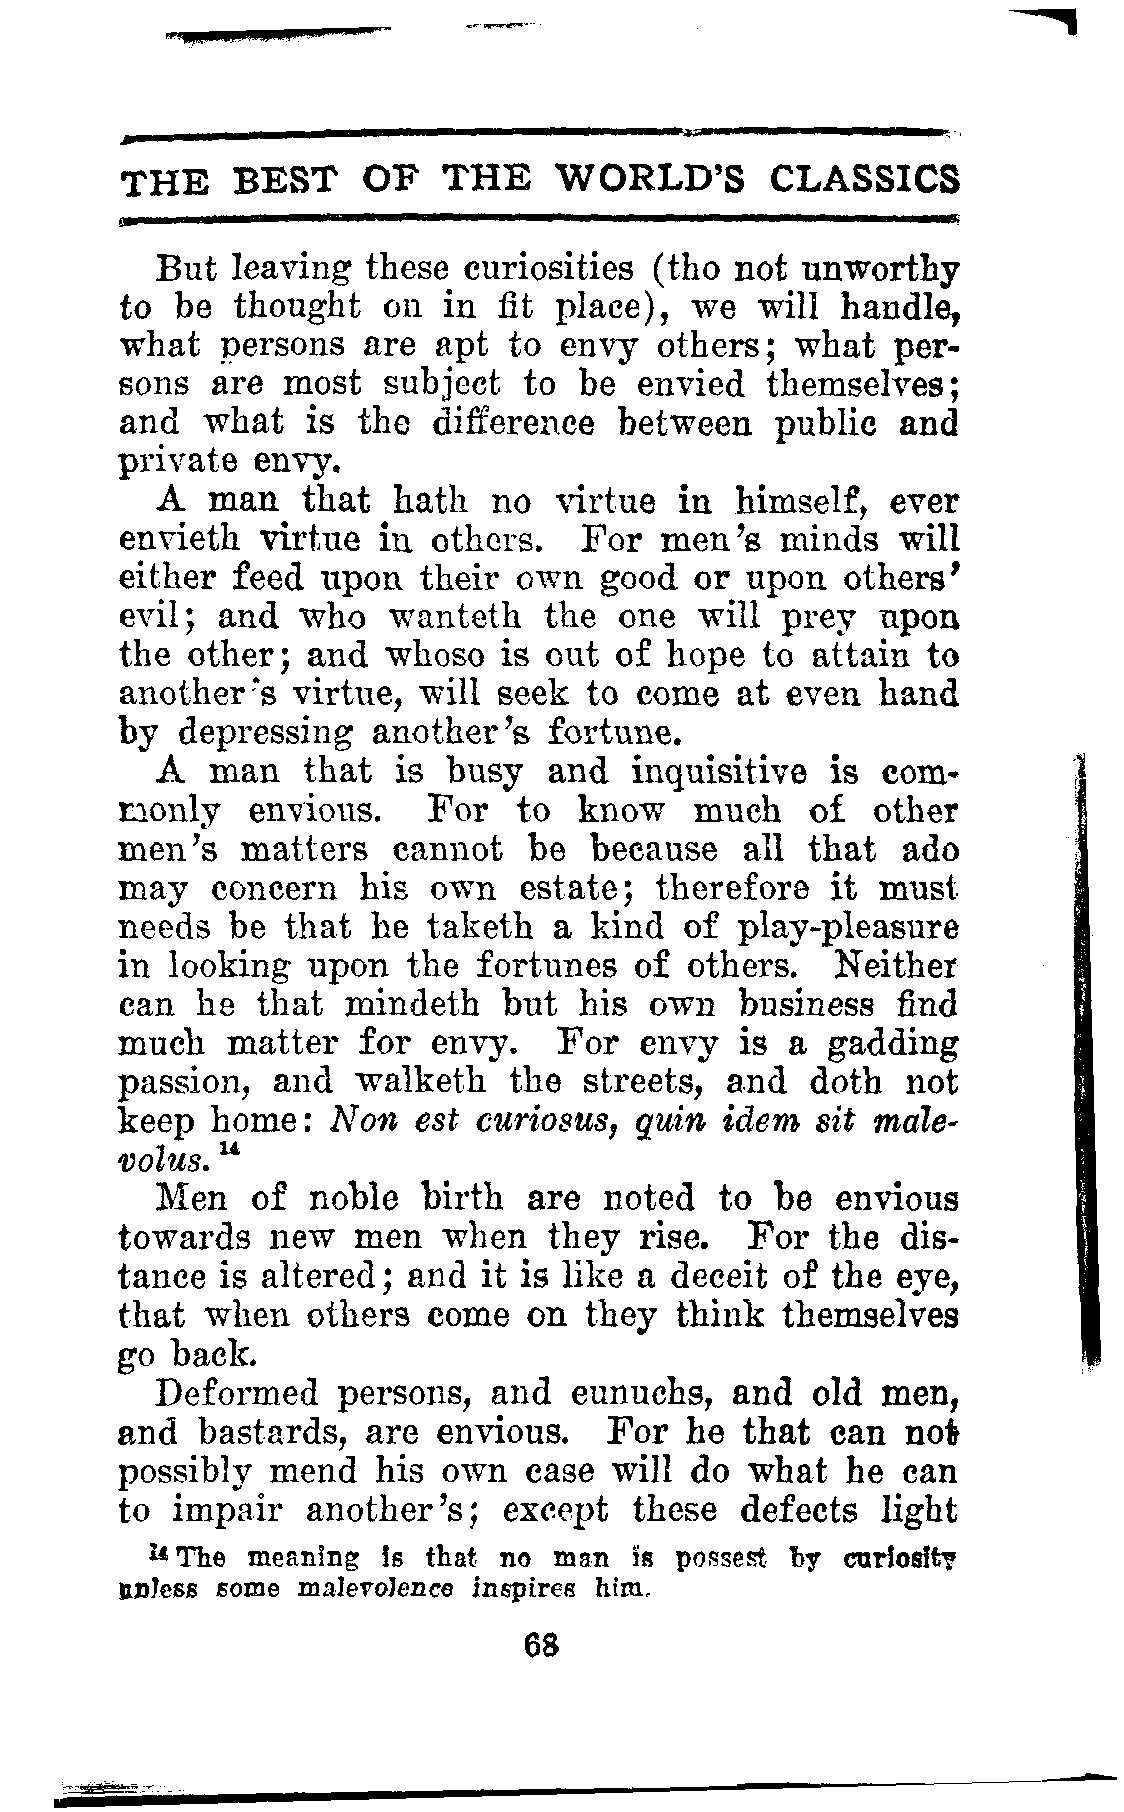 THE BEST OF THE WORLD'S CLASSICS
But leaving these curiosities (tho not unworthy
to be thought on in fit place), we will handle,
what persons are apt to envy others; what per-
sons are most subject to be envied themselves;
and what is the difference between public and
private envy.
A man that hath no virtue in himself, ever
envieth virtue in others. For men's minds will
either feed upon their own good or upon others'
evil; and who wanteth the one will prey upon
the other; and whoso is out of hope to attain to
another's virtue, will seek to come at even hand
by depressing another's fortune.
A man that is busy and inquisitive is com-
monly envious. For to know much of other
men's matters cannot be because all that ado
may concern his own estate; therefore it must
needs be that he taketh a kind of play-pleasure
in looking upon the fortunes of others. Neither
can he that mindeth but his own business find
much matter for envy. For envy is a gadding
passion, and walketh the streets, and doth not
keep home: Non est curiosus, quin idem sit male-
volus.¹⁴
Men of noble birth are noted to be envious
towards new men when they rise. For the dis-
tance is altered; and it is like a deceit of the eye,
that when others come on they think themselves
go back.
Deformed persons, and eunuchs, and old men,
and bastards, are envious. For he that can not
possibly mend his own case will do what he can
to impair another's; except these defects light
¹⁴ The meaning is that no man is possest by curiosity
unless some malevolence inspires him.
68